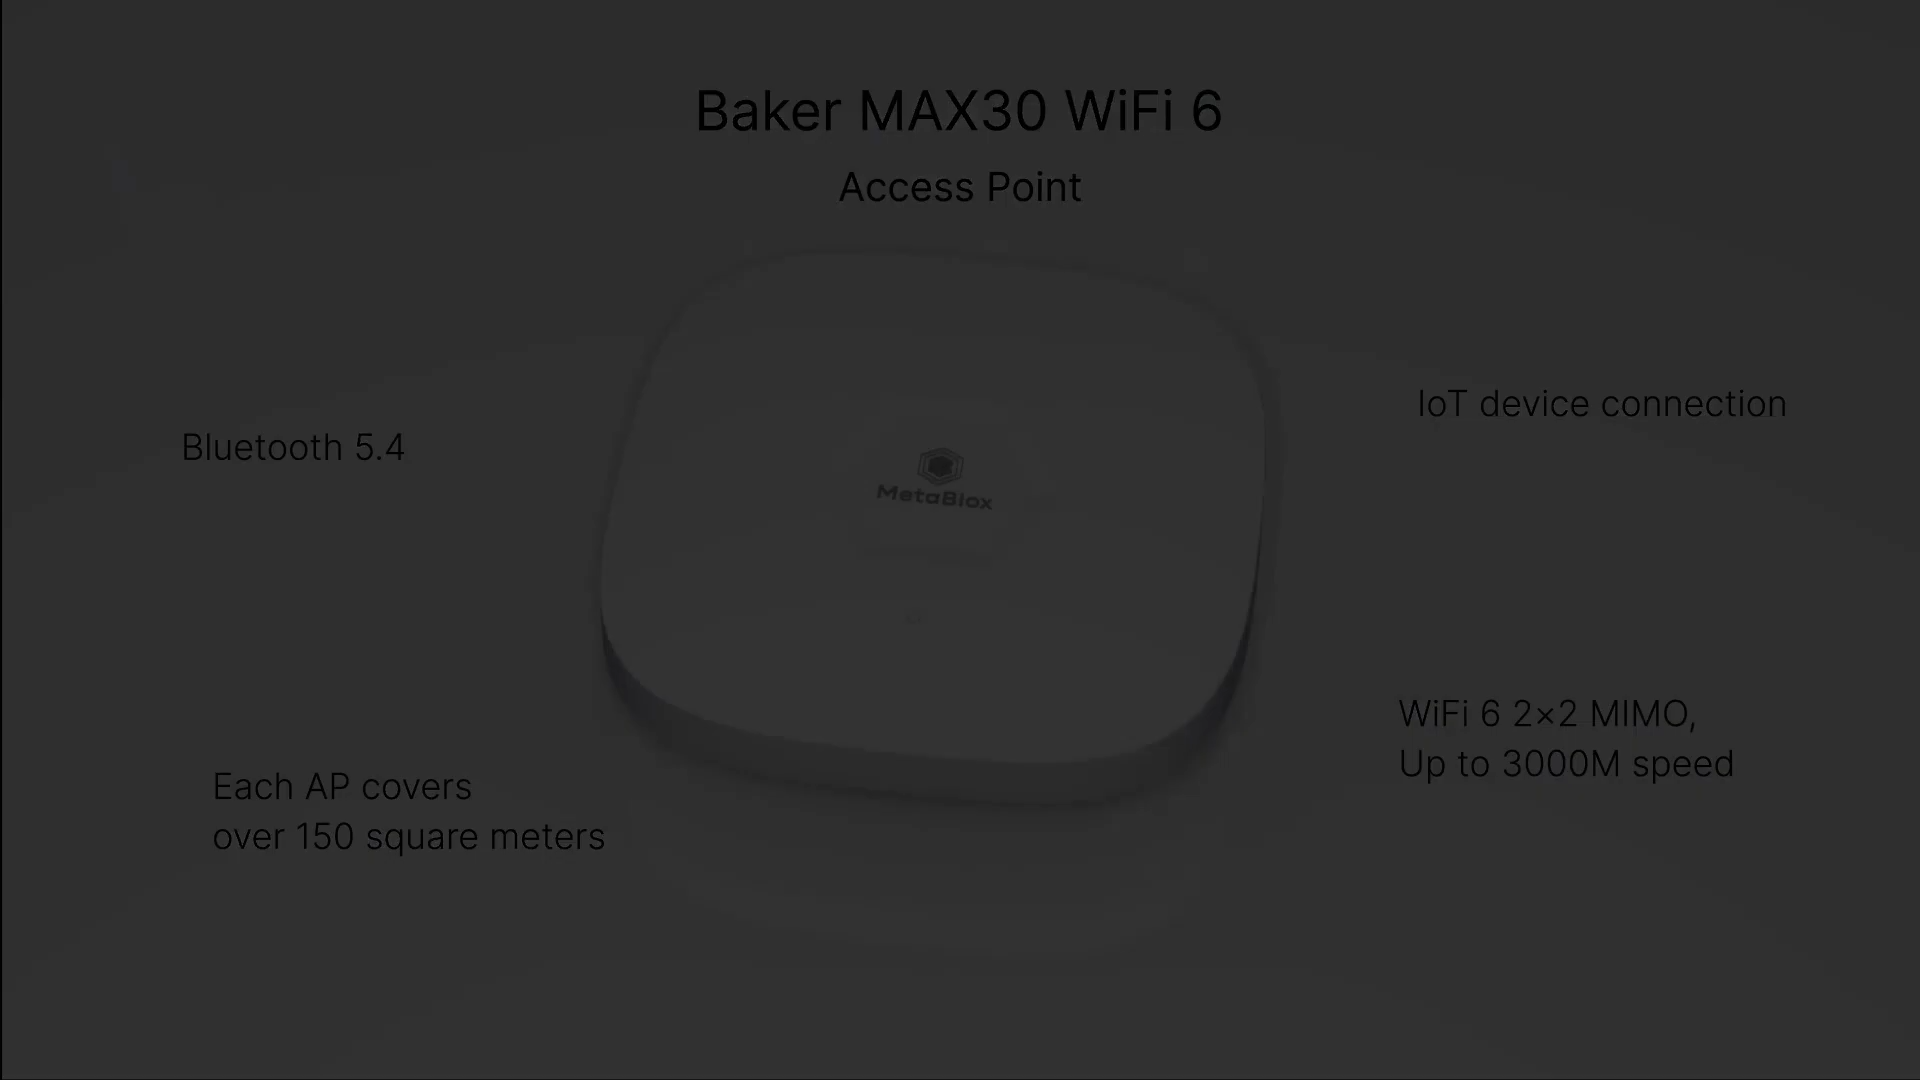 Baker MAX30 WiFi 6
Access Point
IoT device connection
Bluetooth 5.4
MetaBlox
WiFi 6 2×2 MIMO,
Up to 3000M speed
Each AP covers
over 150 square meters